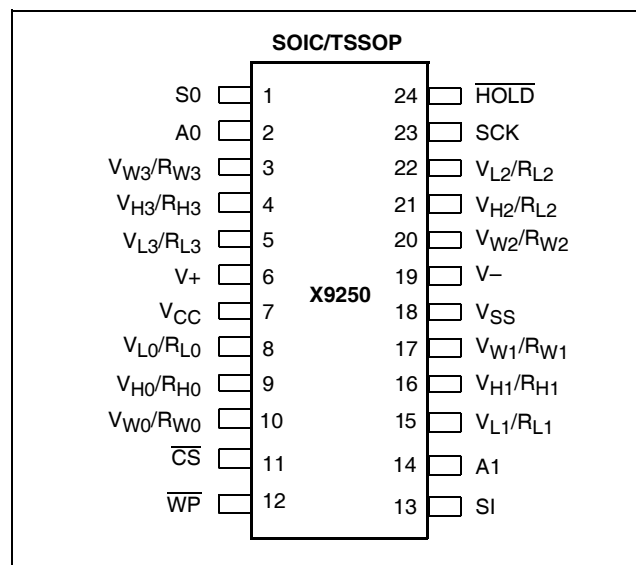 SOIC/TSSOP
S0 1 24 HOLD
A0 2 23 SCK
VW3/RW3 3 22 VL2/RL2
VH3/RH3 4 21 VH2/RL2
VL3/RL3 5 20 VW2/RW2
V+ 6 19 V–
X9250
VCC 7 18 VSS
VL0/RL0 8 17 VW1/RW1
VH0/RH0 9 16 VH1/RH1
VW0/RW0 10 15 VL1/RL1
CS 11 14 A1
WP 12 13 SI